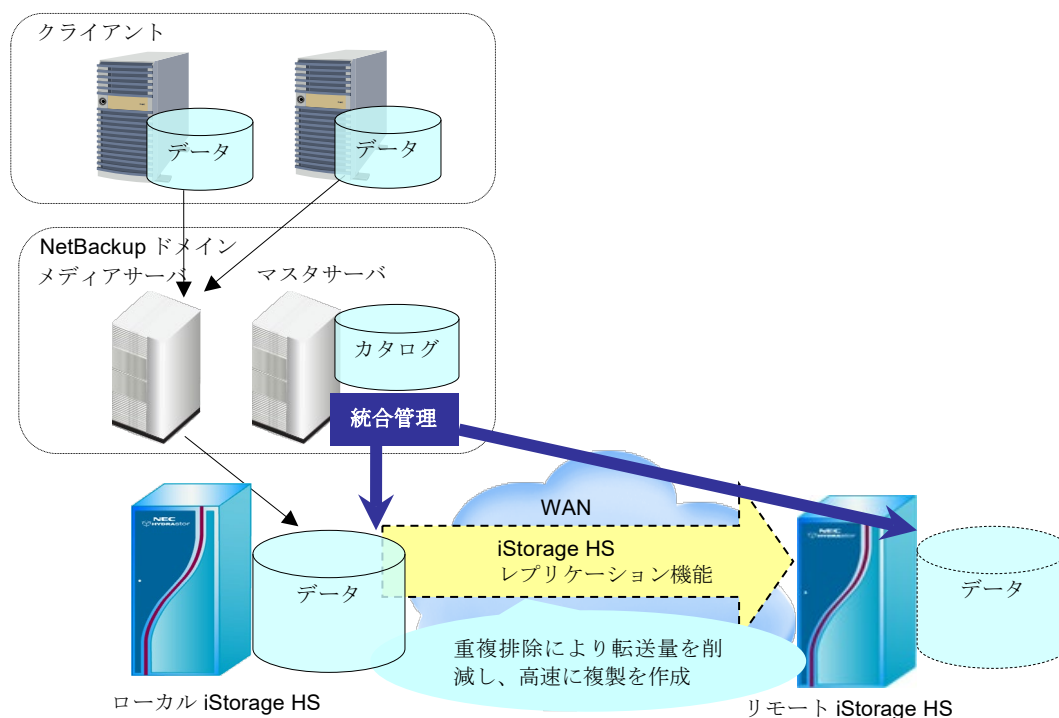 クライアント
データ
データ
NetBackup ドメイン
メディアサーバ
マスタサーバ
カタログ
統合管理
NEC
HYDRAstor
データ
WAN
iStorage HS
レプリケーション機能
重複排除により転送量を削
減し、高速に複製を作成
NEC
HYDRAstor
データ
ローカル iStorage HS
リモート iStorage HS